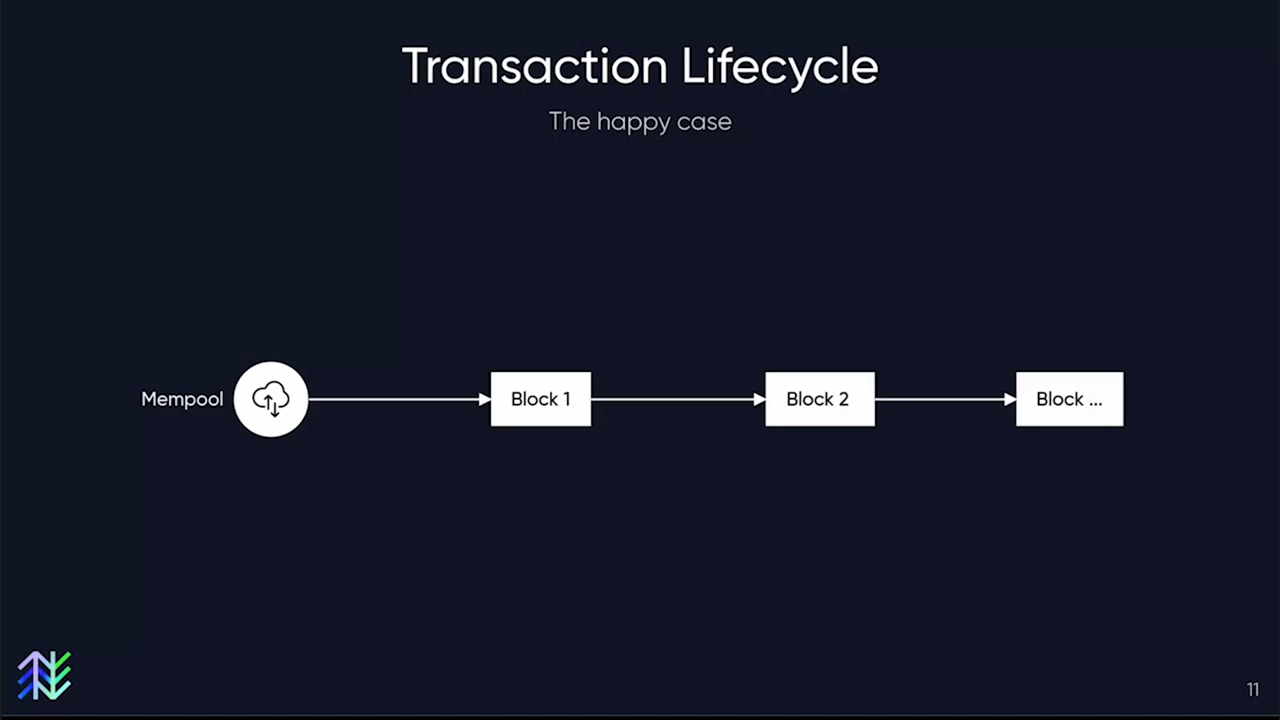 Transaction Lifecycle
The happy case
Mempool
Block 1
Block 2
Block ...
11